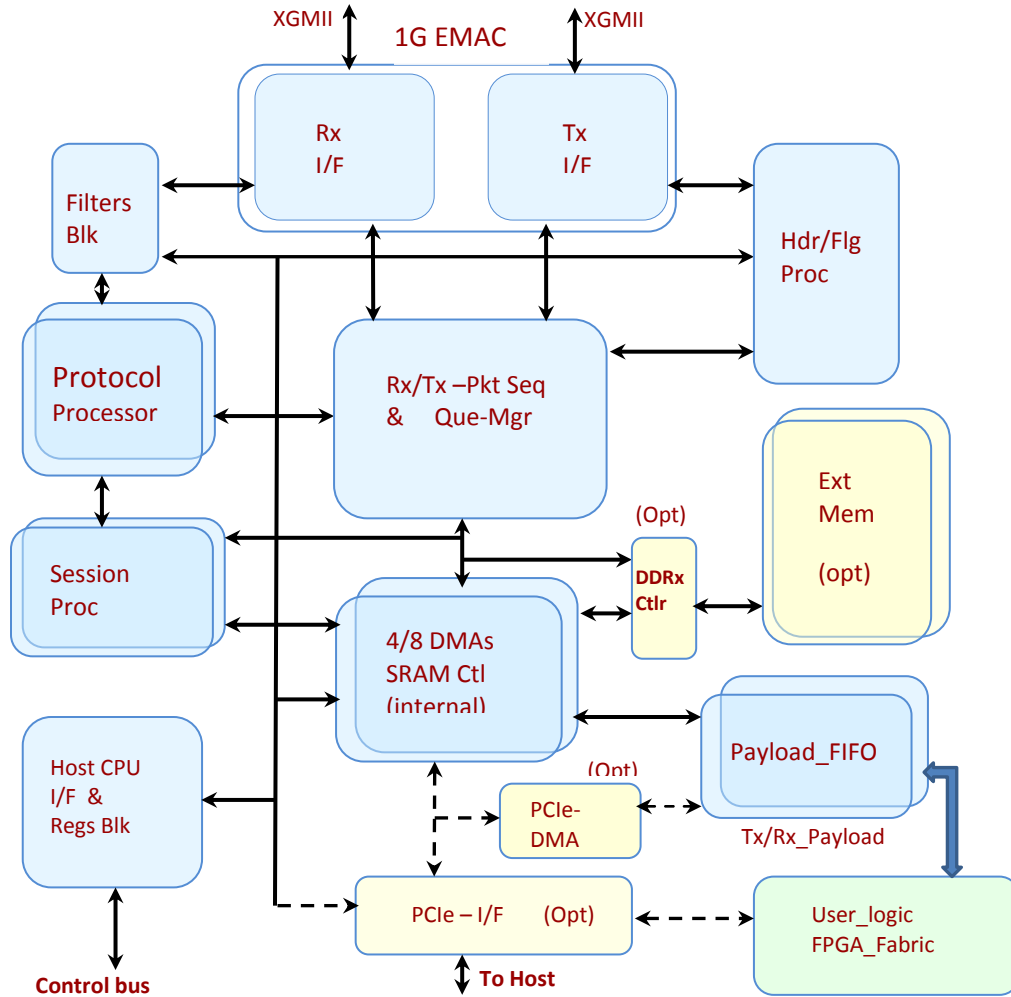 XGMII
XGMII
1G EMAC
Rx
I/F
Tx
I/F
Filters
Blk
Hdr/Flg
Proc
Protocol
Processor
Rx/Tx –Pkt Seq
& Que-Mgr
Ext
Mem
(opt)
(Opt)
DDRx
Ctlr
Session
Proc
4/8 DMAs
SRAM Ctl
(internal)
Payload_FIFO
Host CPU
I/F &
Regs Blk
(Opt)
PCIe-
DMA
Tx/Rx_Payload
PCIe – I/F (Opt)
User_logic
FPGA_Fabric
Control bus
To Host